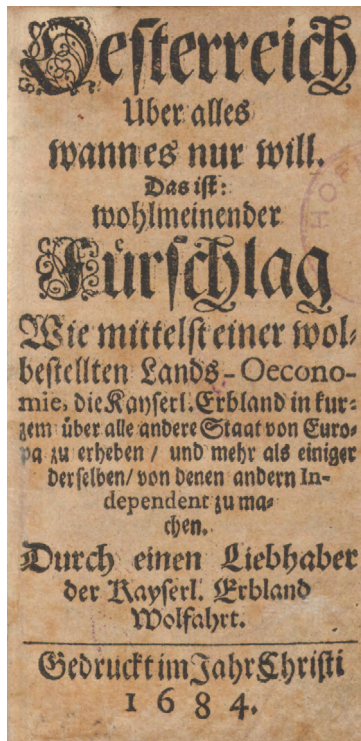 Oesterreich
Uber alles
wann es nur will.
Das ist:
wohlmeinender
Fürschlag
Wie mittelst einer wol-
bestellten Lands-Oecono-
mie, die Kayserl. Erbland in kur-
zem über alle andere Staat von Euro-
pa zu erheben / und mehr als einiger
derselben / von denen andern In-
dependent zu ma-
chen.
Durch einen Liebhaber
der Kayserl. Erbland
Wolfahrt.
Gedruckt im Jahr Christi
1684.